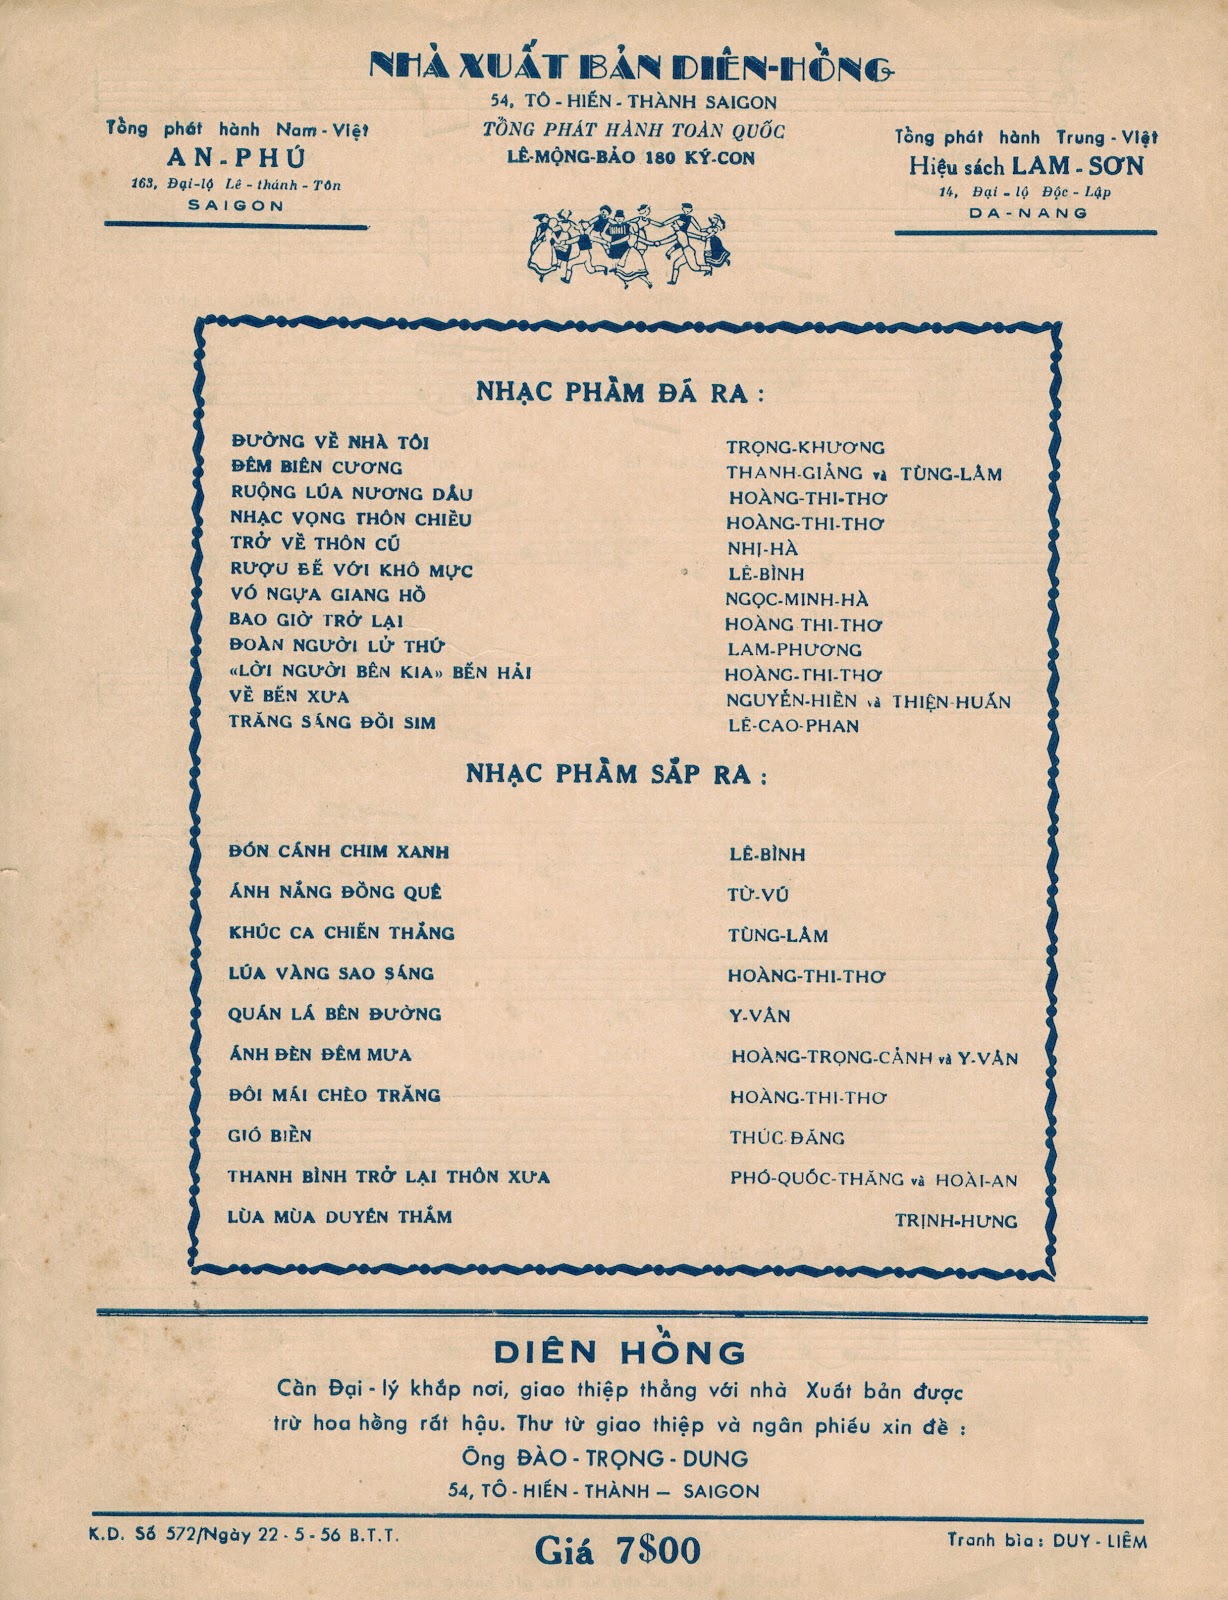 NHÀ XUẤT BẢN DIÊN-HỒNG
54, TÔ - HIẾN - THÀNH SAIGON
TỔNG PHÁT HÀNH TOÀN QUỐC
LÊ-MỘNG-BẢO 180 KÝ-CON
Tổng phát hành Nam - Việt
AN - PHÚ
163, Đại-lộ Lê - thánh - Tôn
SAIGON
Tổng phát hành Trung - Việt
Hiệu sách LAM - SƠN
14, Đại - lộ Độc - Lập
DA - NANG
NHẠC PHẨM ĐÁ RA :
ĐƯỜNG VỀ NHÀ TÔI TRỌNG-KHƯƠNG
ĐÊM BIÊN CƯƠNG THANH-GIẢNG và TÙNG-LÂM
RUỘNG LÚA NƯƠNG DÂU HOÀNG-THI-THƠ
NHẠC VỌNG THÔN CHIỀU HOÀNG-THI-THƠ
TRỞ VỀ THÔN CŨ NHỊ-HÀ
RƯỢU ĐẾ VỚI KHÔ MỰC LÊ-BÌNH
VÓ NGỰA GIANG HỒ NGỌC-MINH-HÀ
BAO GIỜ TRỞ LẠI HOÀNG THI-THƠ
ĐOÀN NGƯỜI LỬ THỨ LAM-PHƯƠNG
«LỜI NGƯỜI BÊN KIA» BẾN HẢI HOÀNG-THI-THƠ
VỀ BẾN XƯA NGUYỄN-HIỀN và THIỆN-HUẤN
TRĂNG SÁNG ĐỒI SIM LÊ-CAO-PHAN
NHẠC PHẨM SẮP RA :
ĐÓN CÁNH CHIM XANH LÊ-BÌNH
ÁNH NẮNG ĐỒNG QUÊ TỪ-VŨ
KHÚC CA CHIẾN THẮNG TÙNG-LÂM
LÚA VÀNG SAO SÁNG HOÀNG-THI-THƠ
QUÁN LÁ BÊN ĐƯỜNG Y-VÂN
ÁNH ĐÈN ĐÊM MƯA HOÀNG-TRỌNG-CẢNH và Y-VÂN
ĐÔI MÁI CHÈO TRĂNG HOÀNG-THI-THƠ
GIÓ BIỂN THÚC ĐĂNG
THANH BÌNH TRỞ LẠI THÔN XƯA PHÓ-QUỐC-THĂNG và HOÀI-AN
LÙA MÙA DUYÊN THẮM TRỊNH-HƯNG
DIÊN HỒNG
Cần Đại - lý khắp nơi, giao thiệp thẳng với nhà Xuất bản được
trừ hoa hồng rất hậu. Thư từ giao thiệp và ngân phiếu xin đề :
Ông ĐÀO - TRỌNG - DUNG
54, TÔ - HIẾN - THÀNH — SAIGON
K.D. Số 572/Ngày 22 - 5 - 56 B.T.T.
Giá 7$00
Tranh bìa : DUY - LIÊM